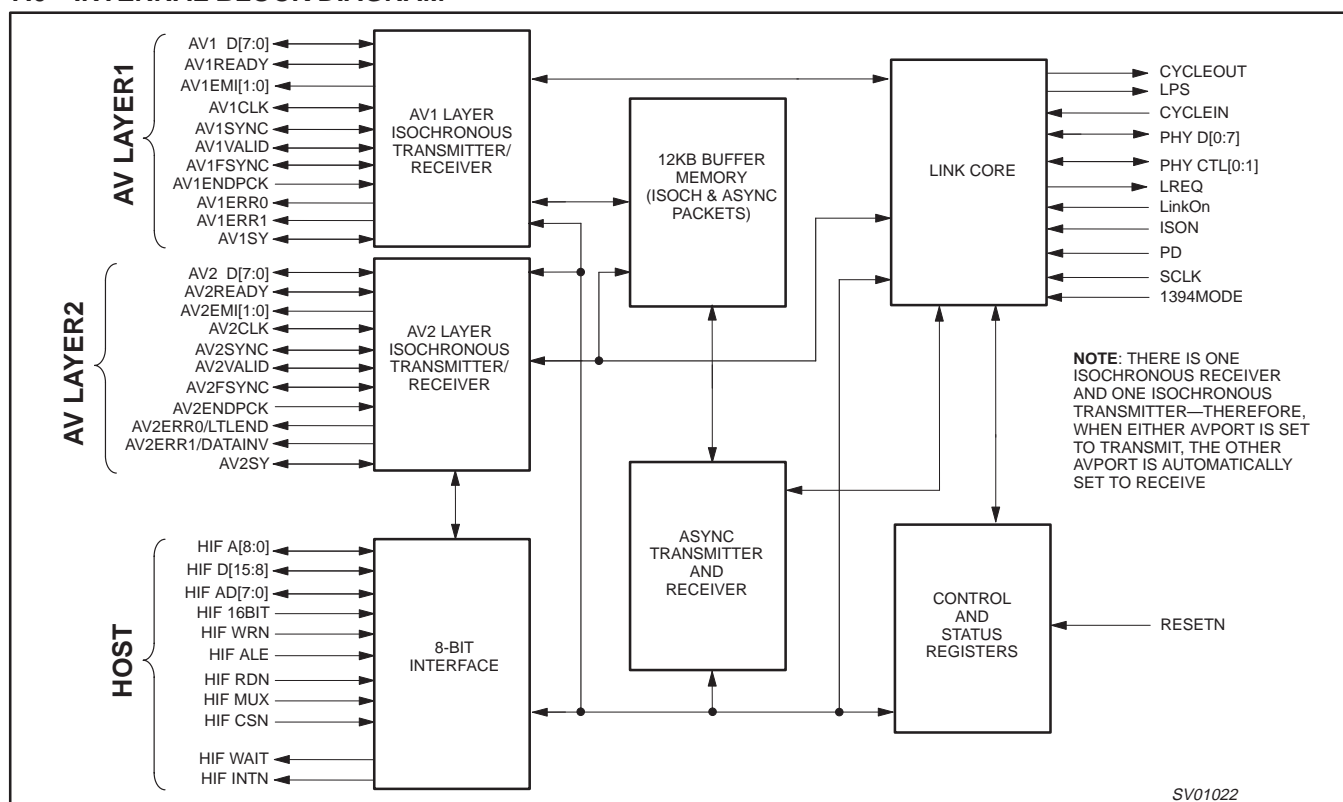 AV LAYER1
AV1 D[7:0]
AV1READY
AV1EMI[1:0]
AV1CLK
AV1SYNC
AV1VALID
AV1FSYNC
AV1ENDPCK
AV1ERR0
AV1ERR1
AV1SY
AV1 LAYER
ISOCHRONOUS
TRANSMITTER/
RECEIVER
12KB BUFFER
MEMORY
(ISOCH & ASYNC
PACKETS)
LINK CORE
CYCLEOUT
LPS
CYCLEIN
PHY D[0:7]
PHY CTL[0:1]
LREQ
LinkOn
ISON
PD
SCLK
1394MODE
AV LAYER2
AV2 D[7:0]
AV2READY
AV2EMI[1:0]
AV2CLK
AV2SYNC
AV2VALID
AV2FSYNC
AV2ENDPCK
AV2ERR0/LTLEND
AV2ERR1/DATAINV
AV2SY
AV2 LAYER
ISOCHRONOUS
TRANSMITTER/
RECEIVER
NOTE: THERE IS ONE
ISOCHRONOUS RECEIVER
AND ONE ISOCHRONOUS
TRANSMITTER—THEREFORE,
WHEN EITHER AVPORT IS SET
TO TRANSMIT, THE OTHER
AVPORT IS AUTOMATICALLY
SET TO RECEIVE
HOST
HIF A[8:0]
HIF D[15:8]
HIF AD[7:0]
HIF 16BIT
HIF WRN
HIF ALE
HIF RDN
HIF MUX
HIF CSN
HIF WAIT
HIF INTN
8-BIT
INTERFACE
ASYNC
TRANSMITTER
AND
RECEIVER
CONTROL
AND
STATUS
REGISTERS
RESETN
SV01022